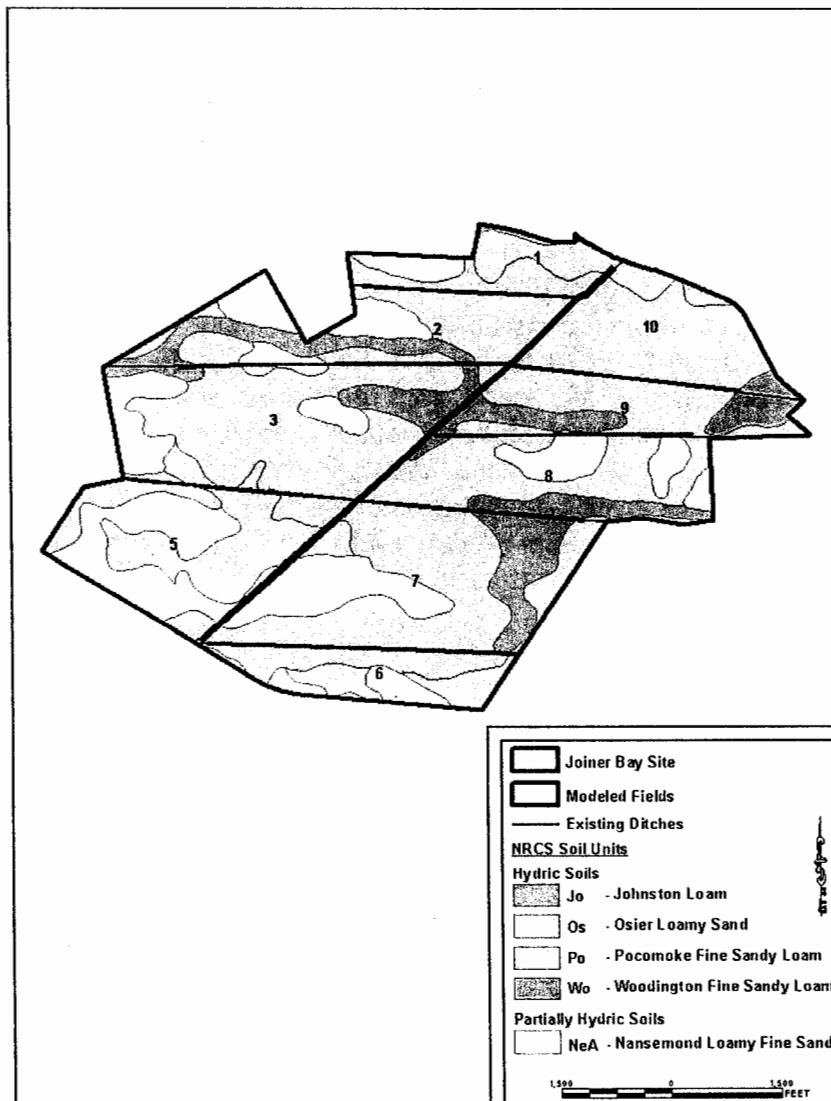 1
10
2
9
3
8
5
7
6
Joiner Bay Site
Modeled Fields
Existing Ditches
NRCS Soil Units
Hydric Soils
Jo - Johnston Loam
Os - Osier Loamy Sand
Po - Pocomoke Fine Sandy Loam
Wo - Woodington Fine Sandy Loam
Partially Hydric Soils
NeA - Nansemond Loamy Fine Sand
1,500 0 1,500
FEET